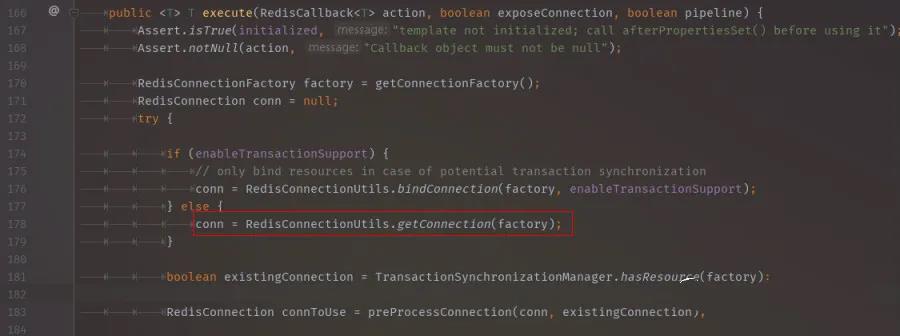 166 public <T> T execute(RedisCallback<T> action, boolean exposeConnection, boolean pipeline) {
167 Assert.isTrue(initialized, message: "template not initialized; call afterPropertiesSet() before using it");
168 Assert.notNull(action, message: "Callback object must not be null");
169
170 RedisConnectionFactory factory = getConnectionFactory();
171 RedisConnection conn = null;
172 try {
173
174 if (enableTransactionSupport) {
175 // only bind resources in case of potential transaction synchronization
176 conn = RedisConnectionUtils.bindConnection(factory, enableTransactionSupport);
177 } else {
178 conn = RedisConnectionUtils.getConnection(factory);
179 }
180
181 boolean existingConnection = TransactionSynchronizationManager.hasResource(factory):
182
183 RedisConnection connToUse = preProcessConnection(conn, existingConnection),
184